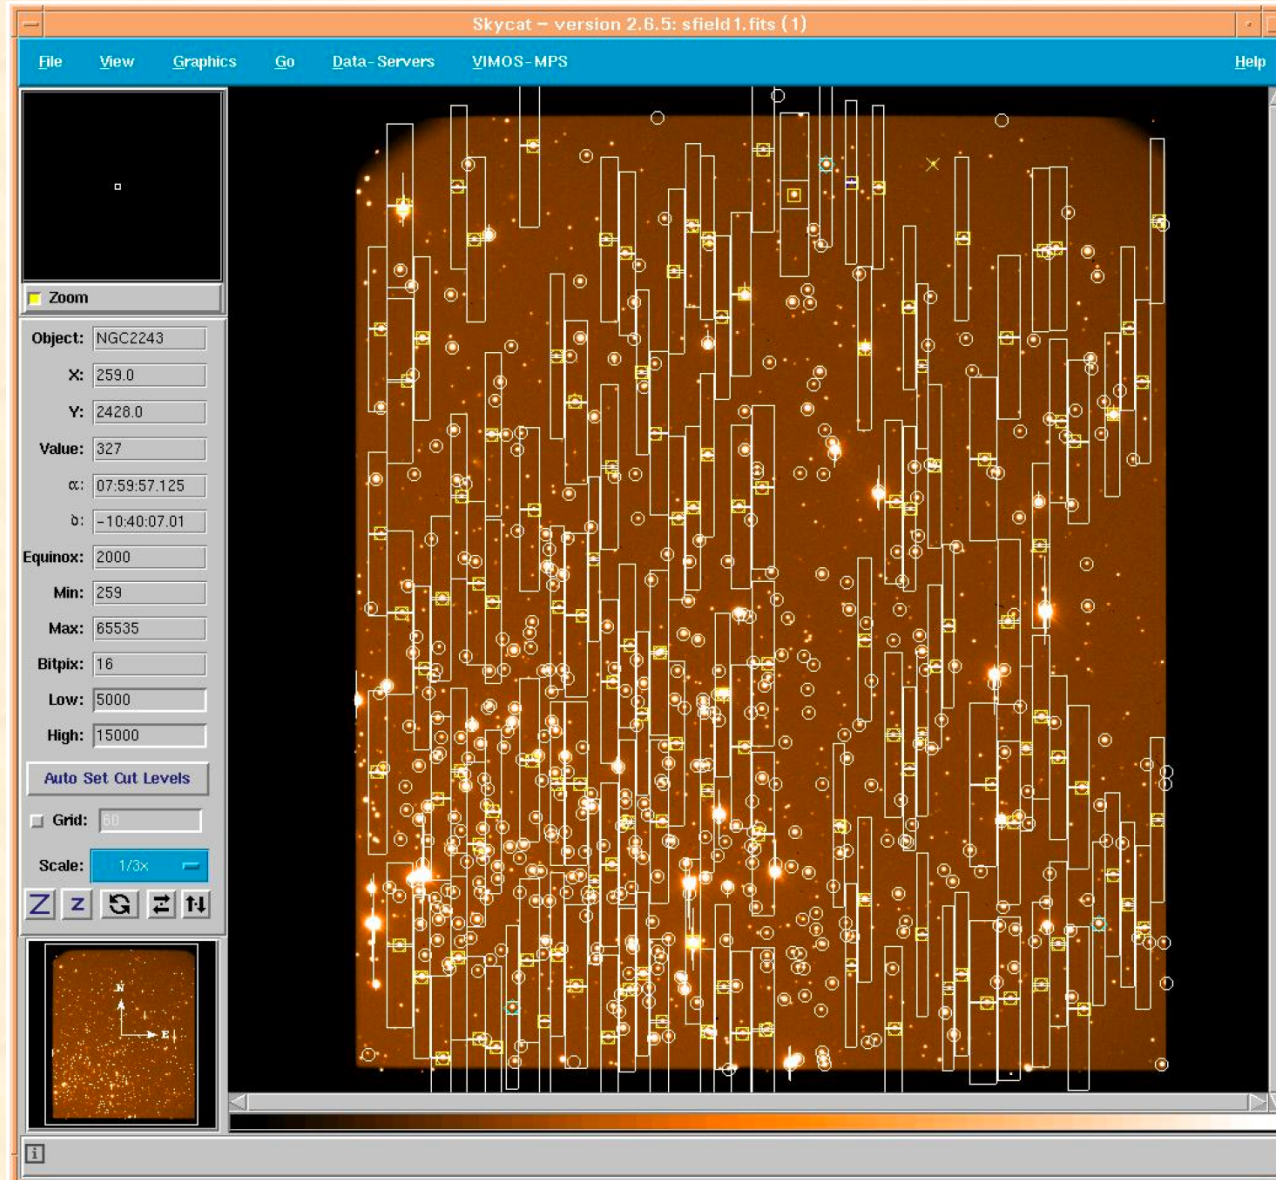 Skycat – version 2.6.5: sfield1.fits (1)
File View Graphics Go Data-Servers VIMOS-MPS Help
Zoom
Object: NGC2243
X: 259.0
Y: 2428.0
Value: 327
α: 07:59:57.125
δ: -10:40:07.01
Equinox: 2000
Min: 259
Max: 65535
Bitpix: 16
Low: 5000
High: 15000
Auto Set Cut Levels
Grid: 60
Scale: 1/3x
Z z
N
E
i